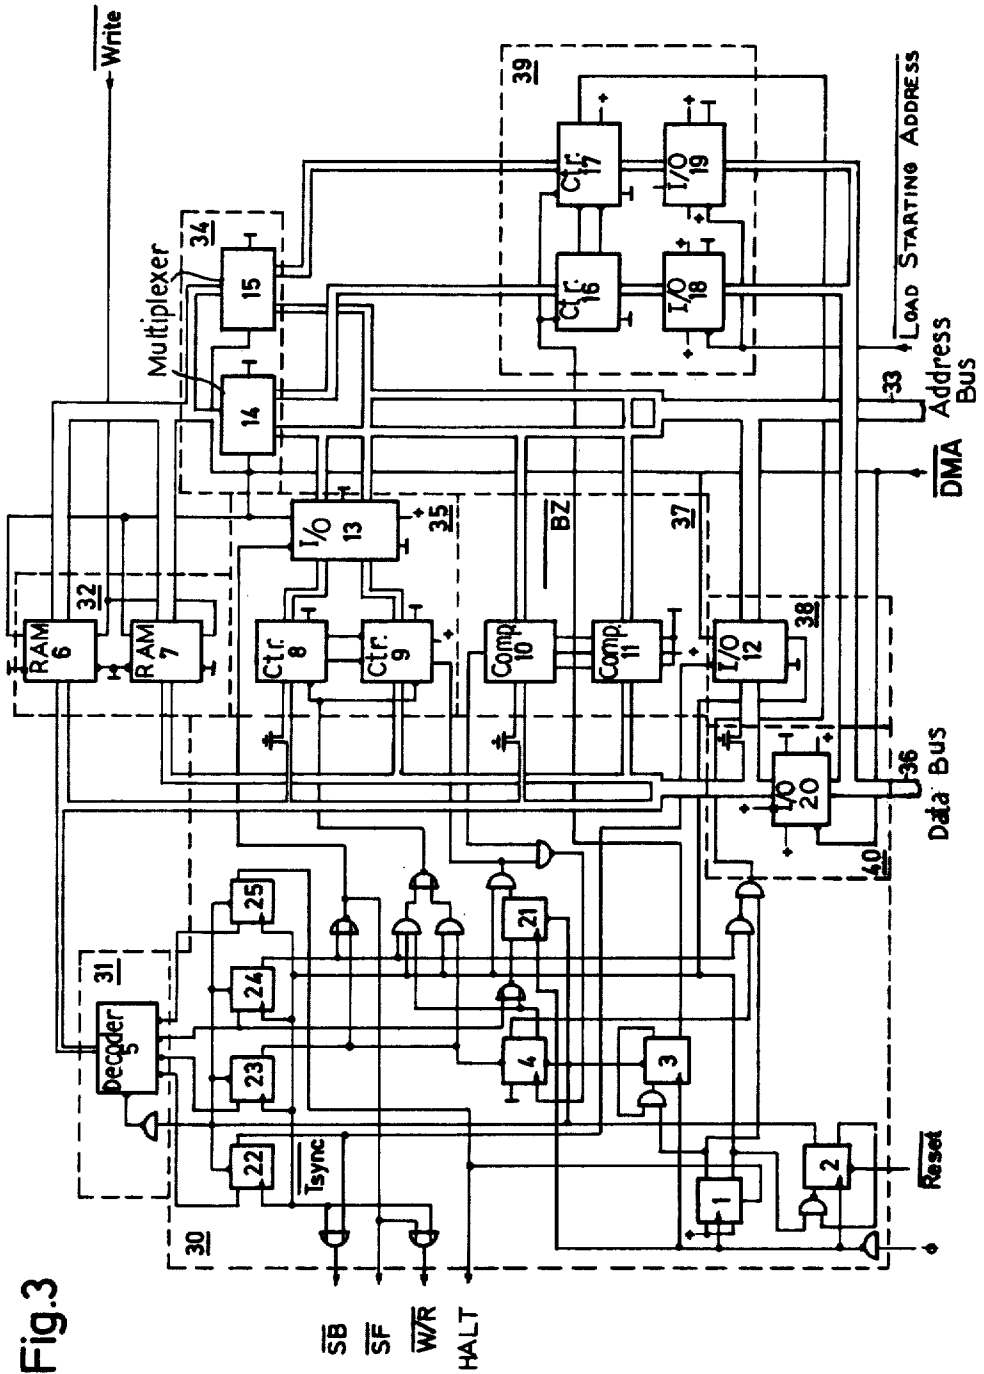 Fig.3
Write
39
Ctr.
17
I/O
19
Ctr.
16
I/O
18
LOAD STARTING ADDRESS
34
Multiplexer
15
14
33
Address
Bus
DMA
RAM
6
32
RAM
7
I/O
13
35
BZ
37
Ctr.
8
Ctr.
9
Comp.
10
Comp.
11
I/O
12
38
I/O
20
36
Data Bus
40
31
Decoder
5
25
24
23
22
21
4
3
2
1
Tsync
30
Reset
ϕ
SB
SF
W/R
HALT